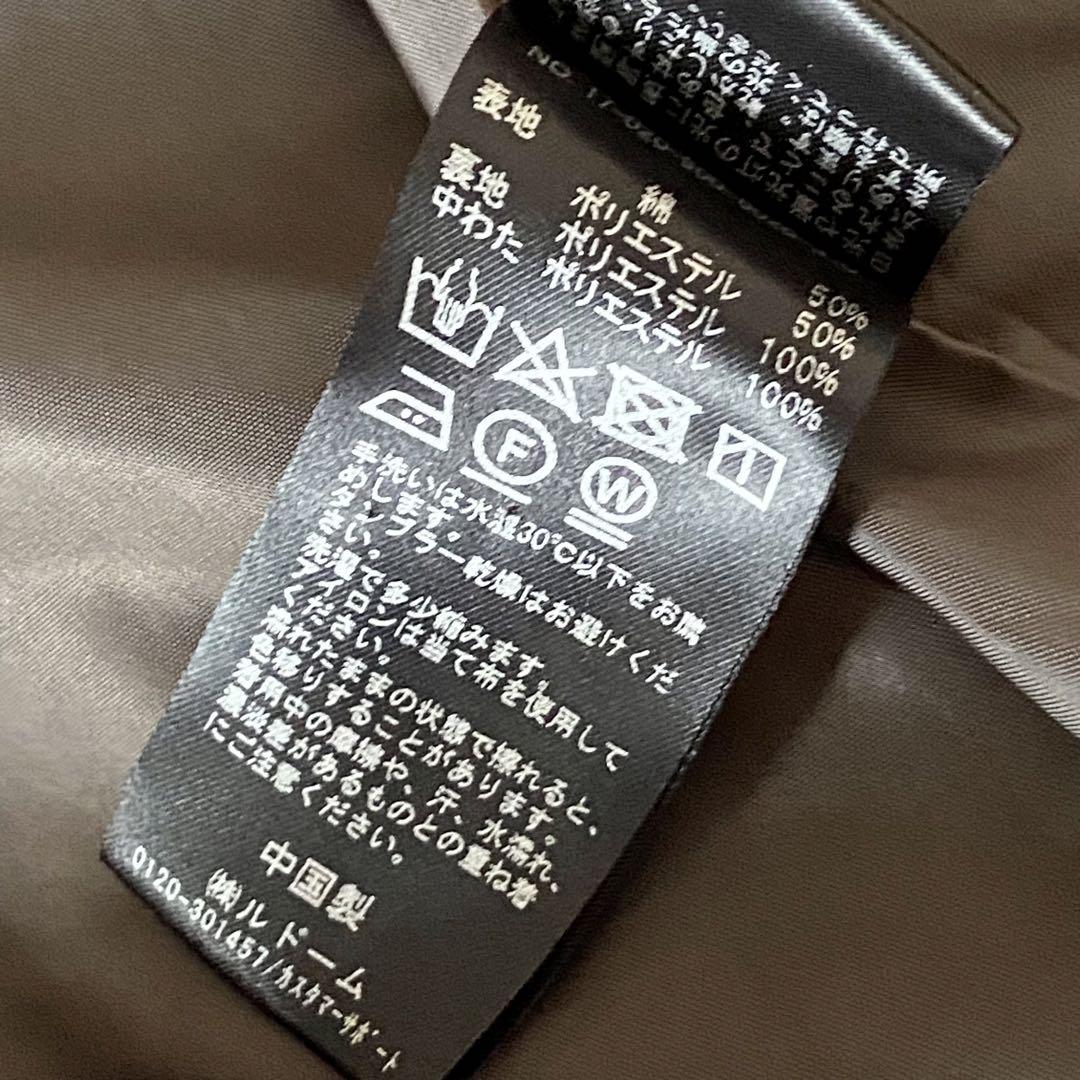 表地
綿 50%
ポリエステル 50%
裏地 ポリエステル 100%
中わた ポリエステル 100%
F
W
手洗いは水温30℃以下をお薦
めします。
タンブラー乾燥はお避けくだ
さい。
洗濯で多少縮みます。
アイロンは当て布を使用して
ください。
濡れたままの状態で擦れると、
色移りすることがあります。
着用中の摩擦や、汗、水濡れ、
濃淡差があるものとの重ね着
にご注意ください。
中国製
㈱ルドーム
0120-301457/カスタマーサポート